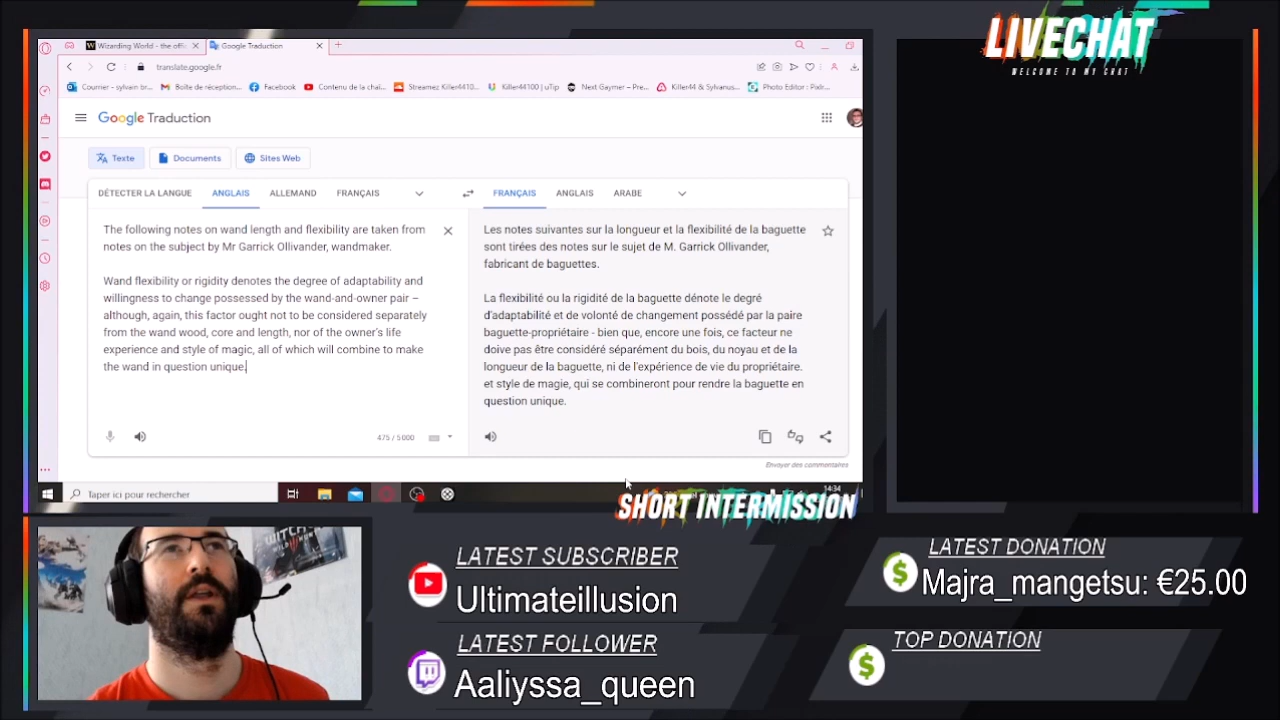 LIVECHAT
WELCOME TO MY CHAT
Wizarding World - the offi
Google Traduction
translate.google.fr
Courrier - sylvain br...
Boîte de réception...
Facebook
Contenu de la chaî...
Streamez Killer44100
Killer44100 | uTip
Next Gaymer – Pre...
Killer44 & Sylvanus...
Photo Editor : Pixlr...
Google Traduction
Texte
Documents
Sites Web
DÉTECTER LA LANGUE
ANGLAIS
ALLEMAND
FRANÇAIS
FRANÇAIS
ANGLAIS
ARABE
The following notes on wand length and flexibility are taken from
notes on the subject by Mr Garrick Ollivander, wandmaker.
Wand flexibility or rigidity denotes the degree of adaptability and
willingness to change possessed by the wand-and-owner pair –
although, again, this factor ought not to be considered separately
from the wand wood, core and length, nor of the owner's life
experience and style of magic, all of which will combine to make
the wand in question unique.
475 / 5 000
Les notes suivantes sur la longueur et la flexibilité de la baguette
sont tirées des notes sur le sujet de M. Garrick Ollivander,
fabricant de baguettes.
La flexibilité ou la rigidité de la baguette dénote le degré
d'adaptabilité et de volonté de changement possédé par la paire
baguette-propriétaire - bien que, encore une fois, ce facteur ne
doive pas être considéré séparément du bois, du noyau et de la
longueur de la baguette, ni de l'expérience de vie du propriétaire.
et style de magie, qui se combineront pour rendre la baguette en
question unique.
Envoyer des commentaires
Taper ici pour rechercher
14:34
SHORT INTERMISSION
WITCH
WILD HUNT
LATEST SUBSCRIBER
Ultimateillusion
LATEST FOLLOWER
Aaliyssa_queen
LATEST DONATION
Majra_mangetsu: €25.00
TOP DONATION